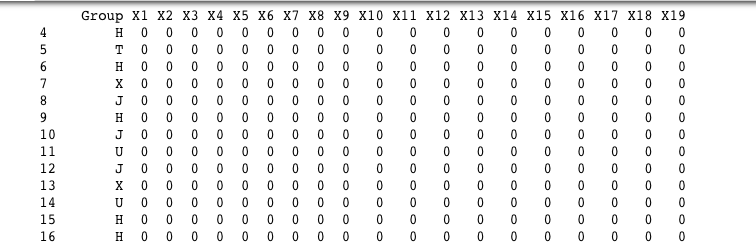 Group X1 X2 X3 X4 X5 X6 X7 X8 X9 X10 X11 X12 X13 X14 X15 X16 X17 X18 X19
4 H 0 0 0 0 0 0 0 0 0 0 0 0 0 0 0 0 0 0 0
5 T 0 0 0 0 0 0 0 0 0 0 0 0 0 0 0 0 0 0 0
6 H 0 0 0 0 0 0 0 0 0 0 0 0 0 0 0 0 0 0 0
7 X 0 0 0 0 0 0 0 0 0 0 0 0 0 0 0 0 0 0 0
8 J 0 0 0 0 0 0 0 0 0 0 0 0 0 0 0 0 0 0 0
9 H 0 0 0 0 0 0 0 0 0 0 0 0 0 0 0 0 0 0 0
10 J 0 0 0 0 0 0 0 0 0 0 0 0 0 0 0 0 0 0 0
11 U 0 0 0 0 0 0 0 0 0 0 0 0 0 0 0 0 0 0 0
12 J 0 0 0 0 0 0 0 0 0 0 0 0 0 0 0 0 0 0 0
13 X 0 0 0 0 0 0 0 0 0 0 0 0 0 0 0 0 0 0 0
14 U 0 0 0 0 0 0 0 0 0 0 0 0 0 0 0 0 0 0 0
15 H 0 0 0 0 0 0 0 0 0 0 0 0 0 0 0 0 0 0 0
16 H 0 0 0 0 0 0 0 0 0 0 0 0 0 0 0 0 0 0 0